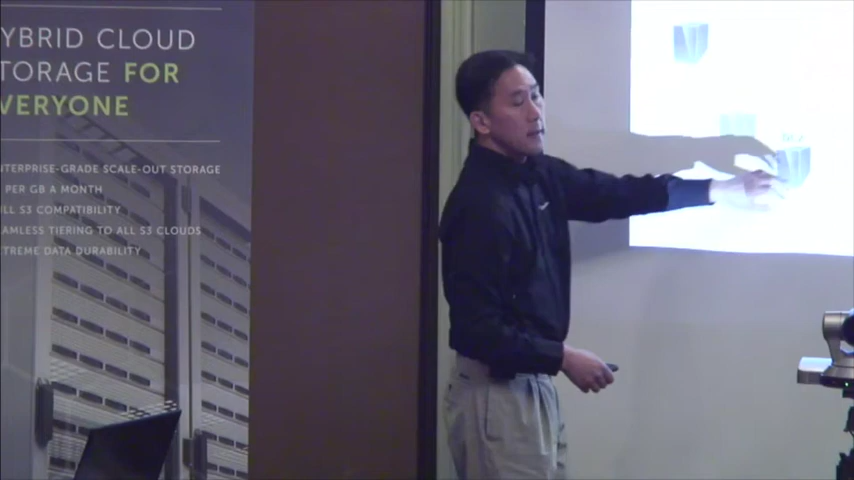 YBRID CLOUD
TORAGE FOR
VERYONE
NTERPRISE-GRADE SCALE-OUT STORAGE
PER GB A MONTH
LL S3 COMPATIBILITY
AMLESS TIERING TO ALL S3 CLOUDS
TREME DATA DURABILITY